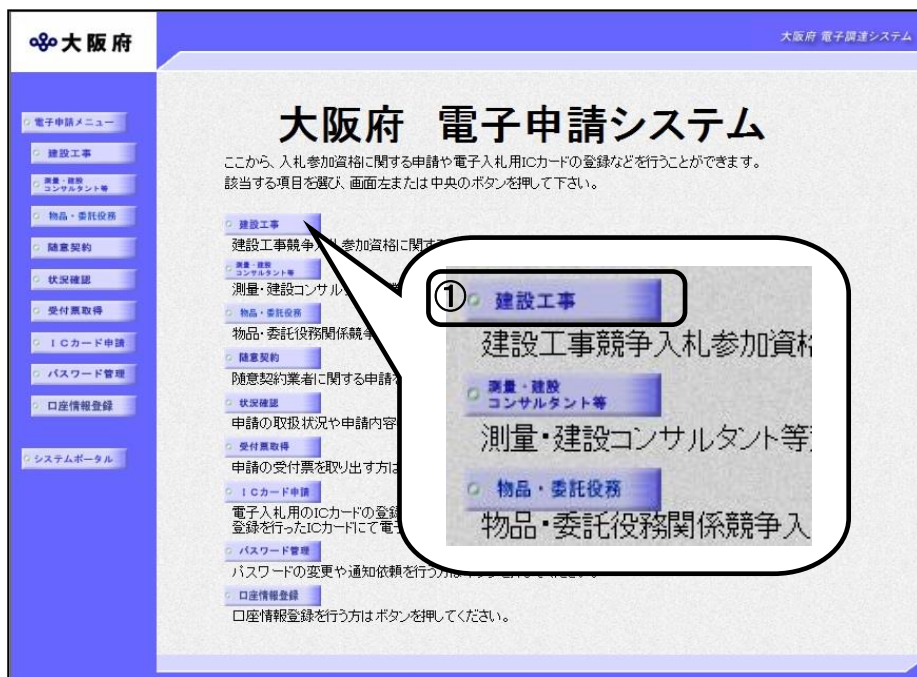 大阪府
大阪府 電子調達システム
電子申請メニュー
建設工事
測量・建設
コンサルタント等
物品・委託役務
随意契約
状況確認
受付票取得
ICカード申請
パスワード管理
口座情報登録
システムポータル
大阪府 電子申請システム
ここから、入札参加資格に関する申請や電子入札用ICカードの登録などを行うことができます。
該当する項目を選び、画面左または中央のボタンを押して下さい。
建設工事
建設工事競争入札参加資格に関す
測量・建設
コンサルタント等
測量・建設コンサル
物品・委託役務
物品・委託役務関係競争
随意契約
随意契約業者に関する申請
状況確認
申請の取扱状況や申請内容
受付票取得
申請の受付票を取り出す方は
ICカード申請
電子入札用のICカードの登録
登録を行ったICカードにて電子
パスワード管理
パスワードの変更や通知依頼を行う方はボタンを押してください。
口座情報登録
口座情報登録を行う方はボタンを押してください。
① 建設工事
建設工事競争入札参加資格
測量・建設
コンサルタント等
測量・建設コンサルタント等
物品・委託役務
物品・委託役務関係競争入